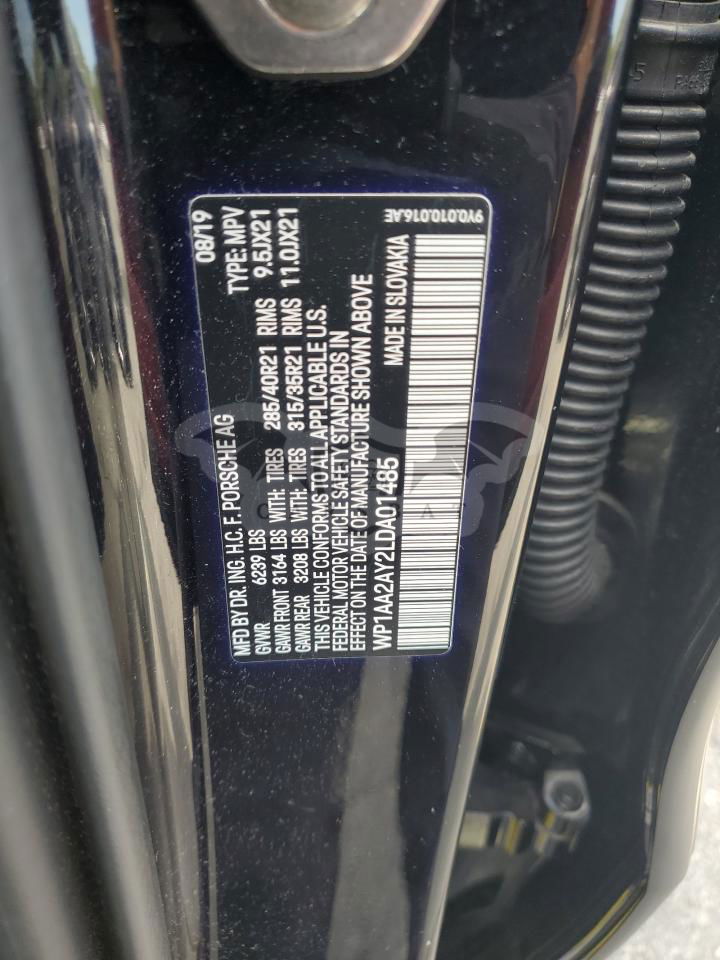 MFD BY DR. ING. H.C. F. PORSCHE AG 08/19
GVWR 6239 LBS TYPE: MPV
GAWR FRONT 3164 LBS WITH: TIRES 285/40R21 RIMS 9.5JX21
GAWR REAR 3208 LBS WITH: TIRES 315/35R21 RIMS 11.0JX21
THIS VEHICLE CONFORMS TO ALL APPLICABLE U.S.
FEDERAL MOTOR VEHICLE SAFETY STANDARDS IN
EFFECT ON THE DATE OF MANUFACTURE SHOWN ABOVE
WP1AA2AY2LDA01485 MADE IN SLOVAKIA
9Y0.010.016.AE